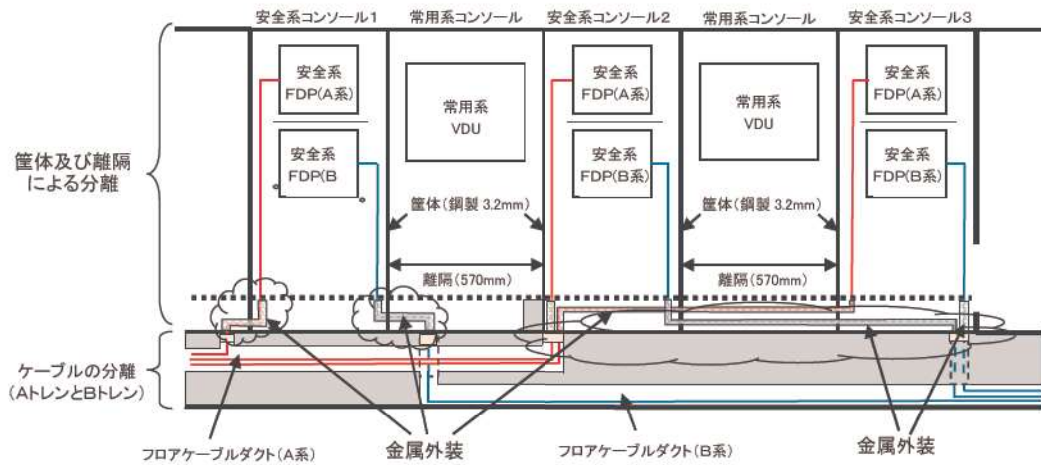 安全系コンソール1
常用系コンソール
安全系コンソール2
常用系コンソール
安全系コンソール3
安全系
FDP(A系)
安全系
FDP(B
常用系
VDU
安全系
FDP(A系)
安全系
FDP(B系)
常用系
VDU
安全系
FDP(A系)
安全系
FDP(B系)
筐体及び離隔
による分離
筐体(鋼製 3.2mm)
筐体(鋼製 3.2mm)
離隔(570mm)
離隔(570mm)
ケーブルの分離
(AトレンとBトレン)
フロアケーブルダクト(A系)
金属外装
フロアケーブルダクト(B系)
金属外装